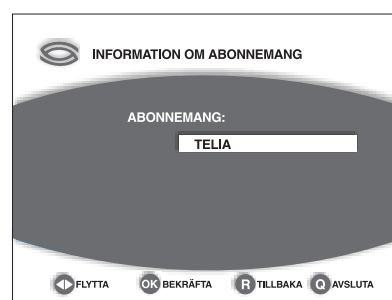 INFORMATION OM ABONNEMANG
ABONNEMANG:
TELIA
FLYTTA OK BEKRÄFTA R TILLBAKA Q AVSLUTA